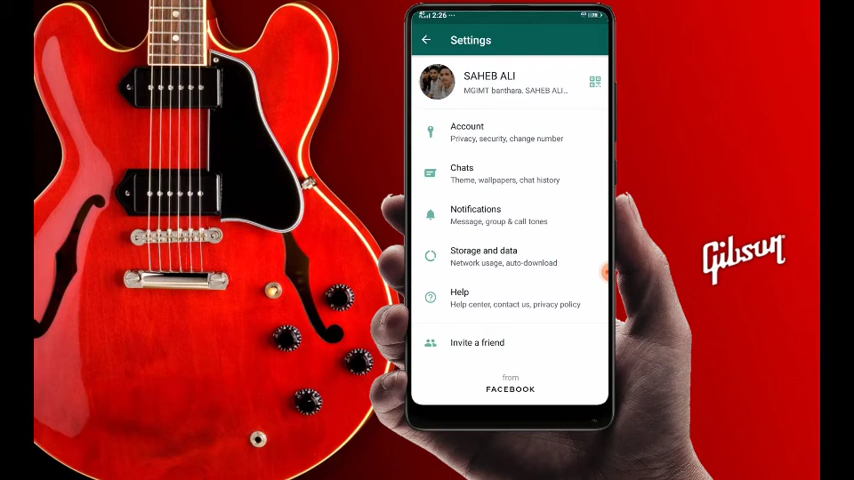 2:26
Settings
SAHEB ALI
MGIMT banthara. SAHEB ALI...
Account
Privacy, security, change number
Chats
Theme, wallpapers, chat history
Notifications
Message, group & call tones
Storage and data
Network usage, auto-download
Help
Help center, contact us, privacy policy
Invite a friend
from
FACEBOOK
Gibson